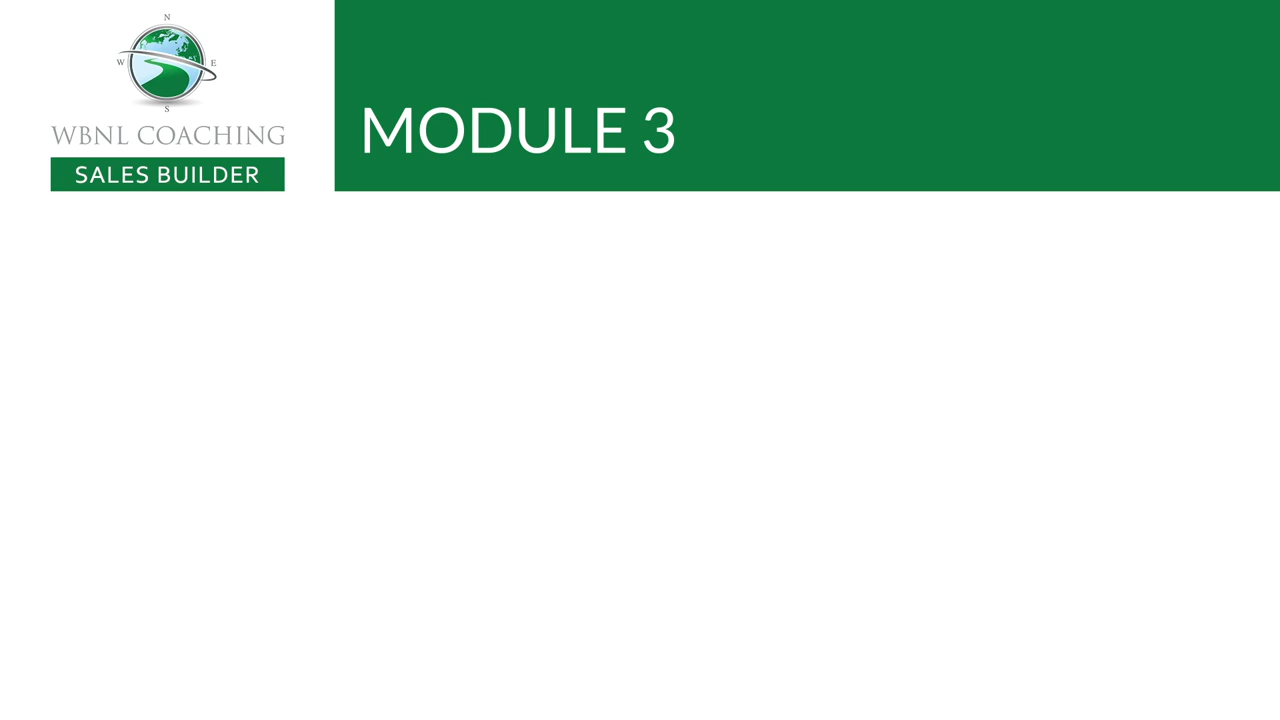 N
W E
S
WBNL COACHING
SALES BUILDER
MODULE 3